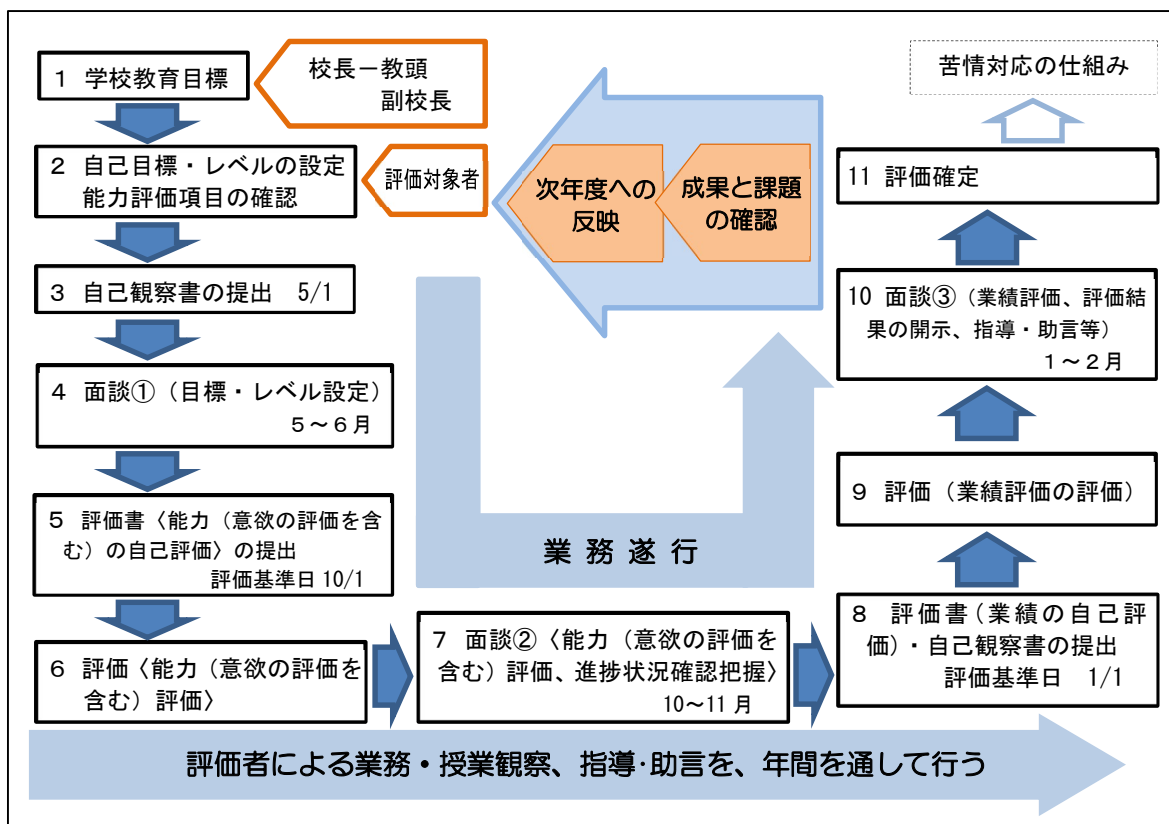 1 学校教育目標
校長－教頭
副校長
2 自己目標・レベルの設定
能力評価項目の確認
評価対象者
3 自己観察書の提出 5/1
4 面談①（目標・レベル設定）
5～6月
5 評価書〈能力（意欲の評価を含
む）の自己評価〉の提出
評価基準日 10/1
6 評価〈能力（意欲の評価を
含む）評価〉
7 面談②〈能力（意欲の評価を
含む）評価、進捗状況確認把握〉
10～11月
8 評価書（業績の自己評
価）・自己観察書の提出
評価基準日 1/1
9 評価（業績評価の評価）
10 面談③（業績評価、評価結
果の開示、指導・助言等）
1～2月
11 評価確定
苦情対応の仕組み
成果と課題
の確認
次年度への
反映
業務遂行
評価者による業務・授業観察、指導・助言を、年間を通して行う